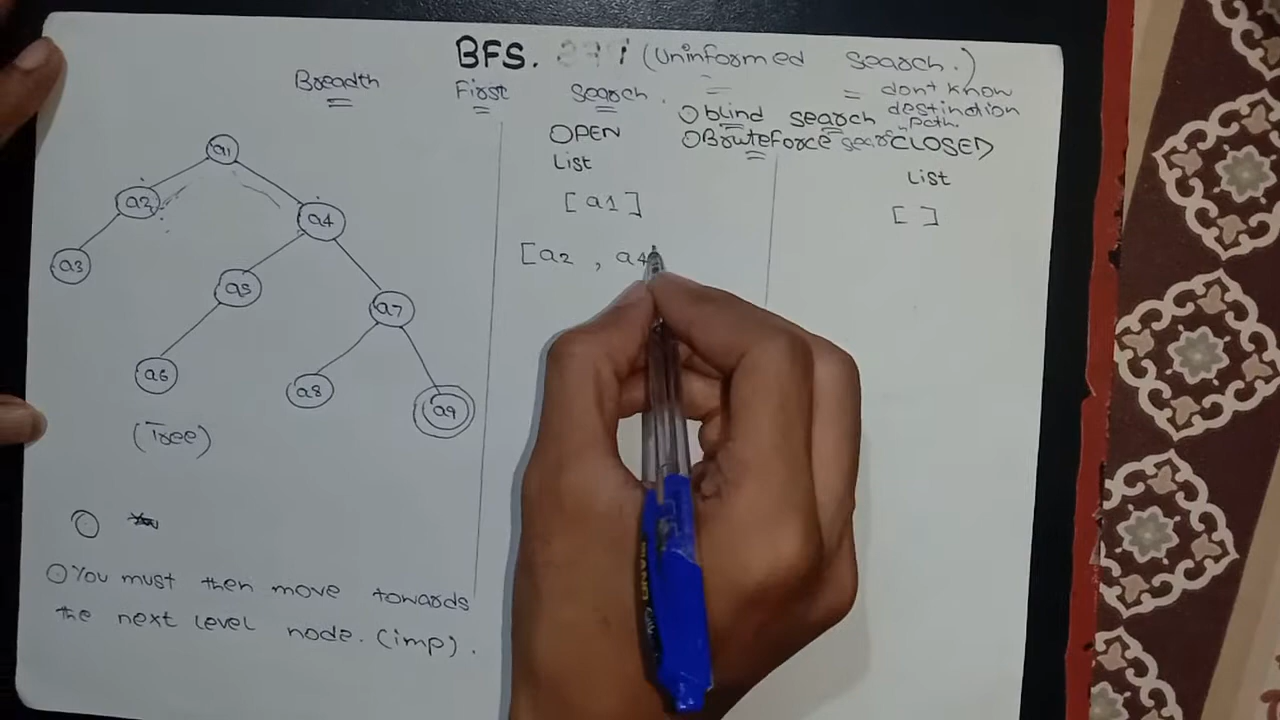 BFS. (Uninformed search.)
Breadth First Search.
= don't know destination path.
O blind search
O Bruteforce search
OPEN
List
[a1]
[a2 , a4
CLOSED
List
[ ]
a1
a2
a4
a3
a5
a7
a6
a8
a9
(Tree)
O You must then move towards
the next level node. (imp).